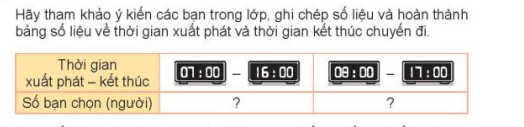 Hãy tham khảo ý kiến các bạn trong lớp, ghi chép số liệu và hoàn thành
bảng số liệu về thời gian xuất phát và thời gian kết thúc chuyến đi.
Thời gian
xuất phát – kết thúc
07:00 – 16:00
08:00 – 17:00
Số bạn chọn (người)
?
?